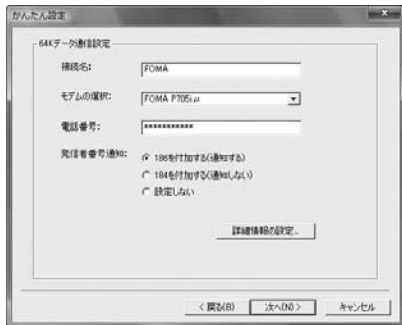 かんたん設定
64Kデータ通信設定
接続名:
FOMA
モデムの選択:
FOMA P705iμ
電話番号:
***********
発信者番号通知:
186を付加する(通知する)
184を付加する(通知しない)
設定しない
詳細情報の設定...
< 戻る(B)
次へ(N) >
キャンセル